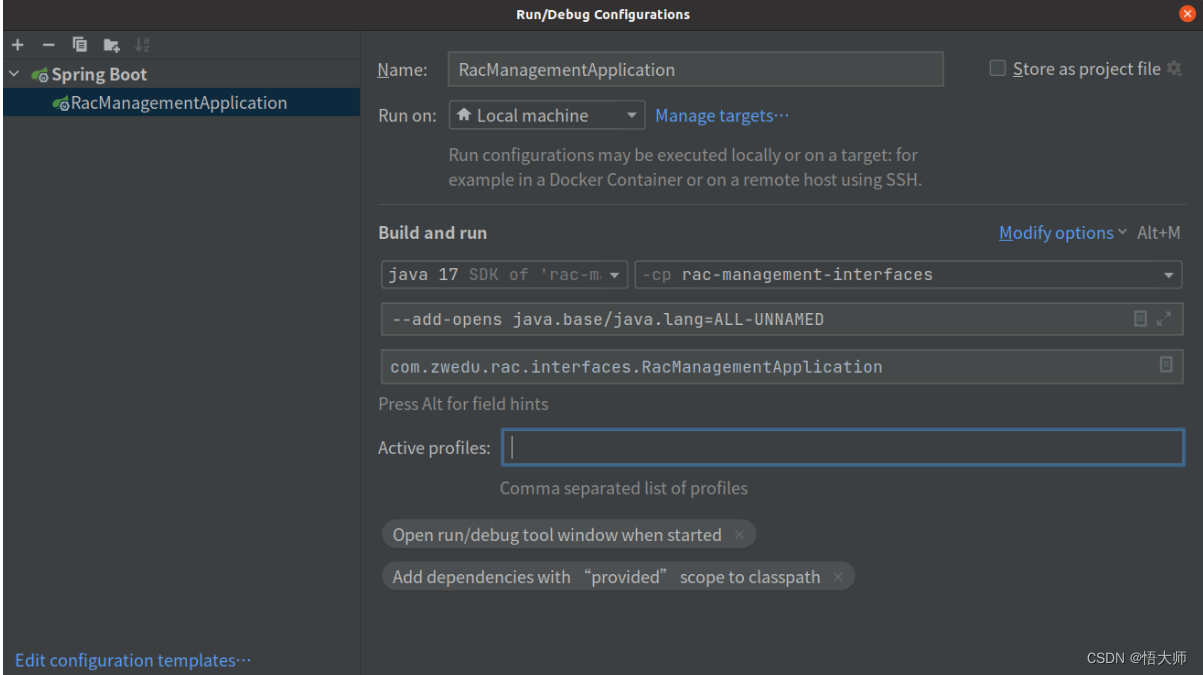 Run/Debug Configurations
Spring Boot
RacManagementApplication
Edit configuration templates...
Name: RacManagementApplication Store as project file
Run on: Local machine Manage targets...
Run configurations may be executed locally or on a target: for
example in a Docker Container or on a remote host using SSH.
Build and run Modify options Alt+M
java 17 SDK of 'rac-m -cp rac-management-interfaces
--add-opens java.base/java.lang=ALL-UNNAMED
com.zwedu.rac.interfaces.RacManagementApplication
Press Alt for field hints
Active profiles:
Comma separated list of profiles
Open run/debug tool window when started ×
Add dependencies with “provided” scope to classpath ×
CSDN @悟大师